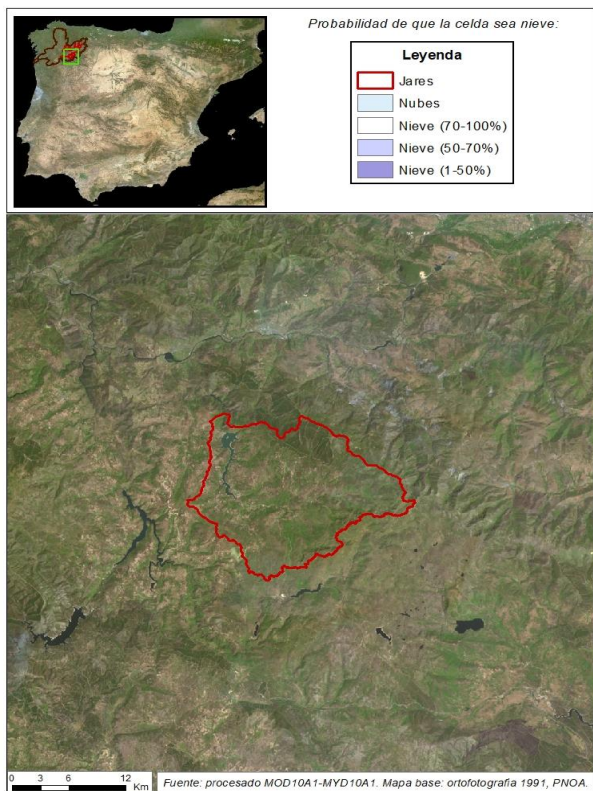 Probabilidad de que la celda sea nieve:
Leyenda
Jares
Nubes
Nieve (70-100%)
Nieve (50-70%)
Nieve (1-50%)
0 3 6 12
Km
Fuente: procesado MOD10A1-MYD10A1. Mapa base: ortofotografia 1991, PNOA.